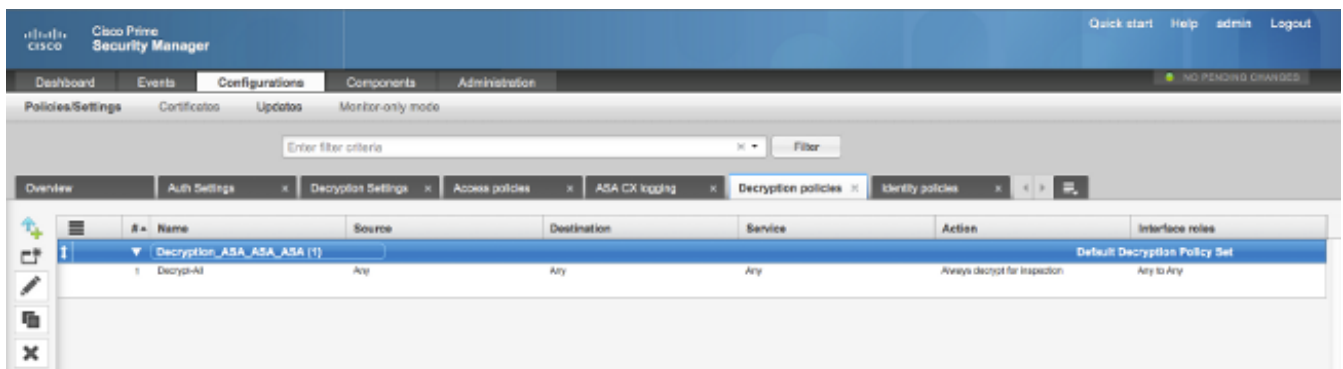 Quick start Help admin Logout
cisco
Cisco Prime
Security Manager
Dashboard Events Configurations Components Administration
NO PENDING CHANGES
Policies/Settings Certificates Updates Monitor-only mode
Enter filter criteria Filter
Overview Auth Settings Decryption Settings Access policies ASA CX logging Decryption policies Identity policies
# Name Source Destination Service Action Interface roles
Decryption_ASA_ASA_ASA (1) Default Decryption Policy Set
1 Decrypt-All Any Any Any Always decrypt for inspection Any to Any